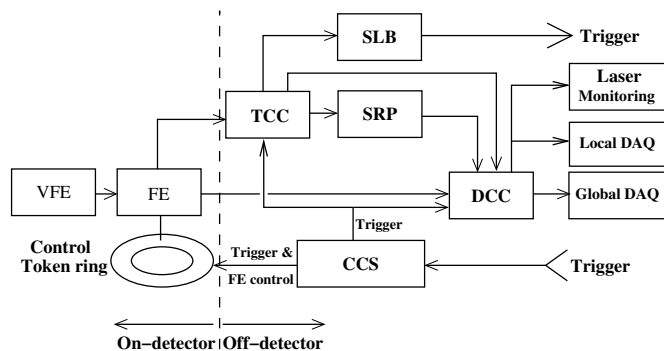 SLB
Trigger
Laser
Monitoring
TCC
SRP
Local DAQ
VFE
FE
DCC
Global DAQ
Trigger
Control
Token ring
Trigger &
FE control
CCS
Trigger
On-detector
Off-detector